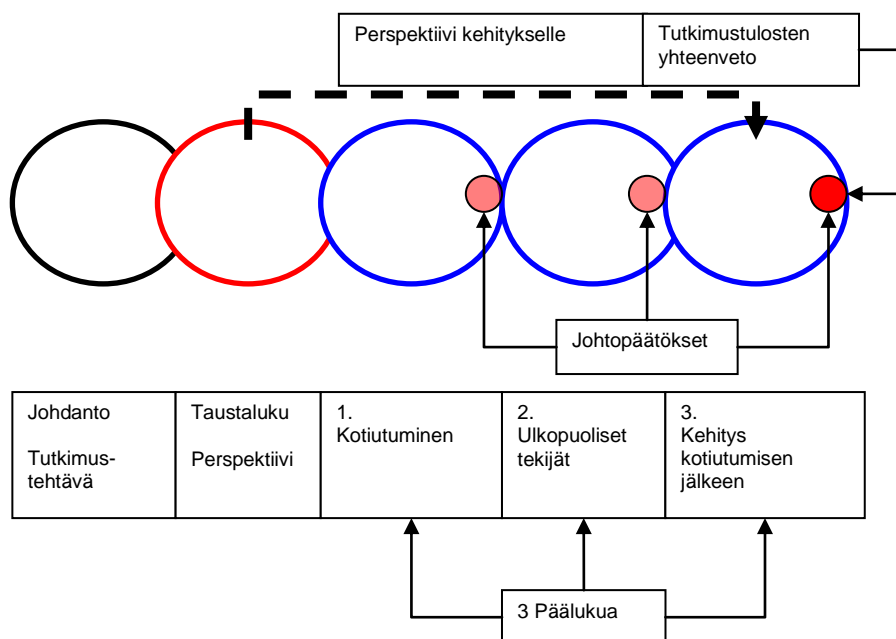 Perspektiivi kehitykselle
Tutkimustulosten
yhteenveto
Johtopäätökset
Johdanto
Tutkimus-
tehtävä
Taustaluku
Perspektiivi
1.
Kotiutuminen
2.
Ulkopuoliset
tekijät
3.
Kehitys
kotiutumisen
jälkeen
3 Päälukua